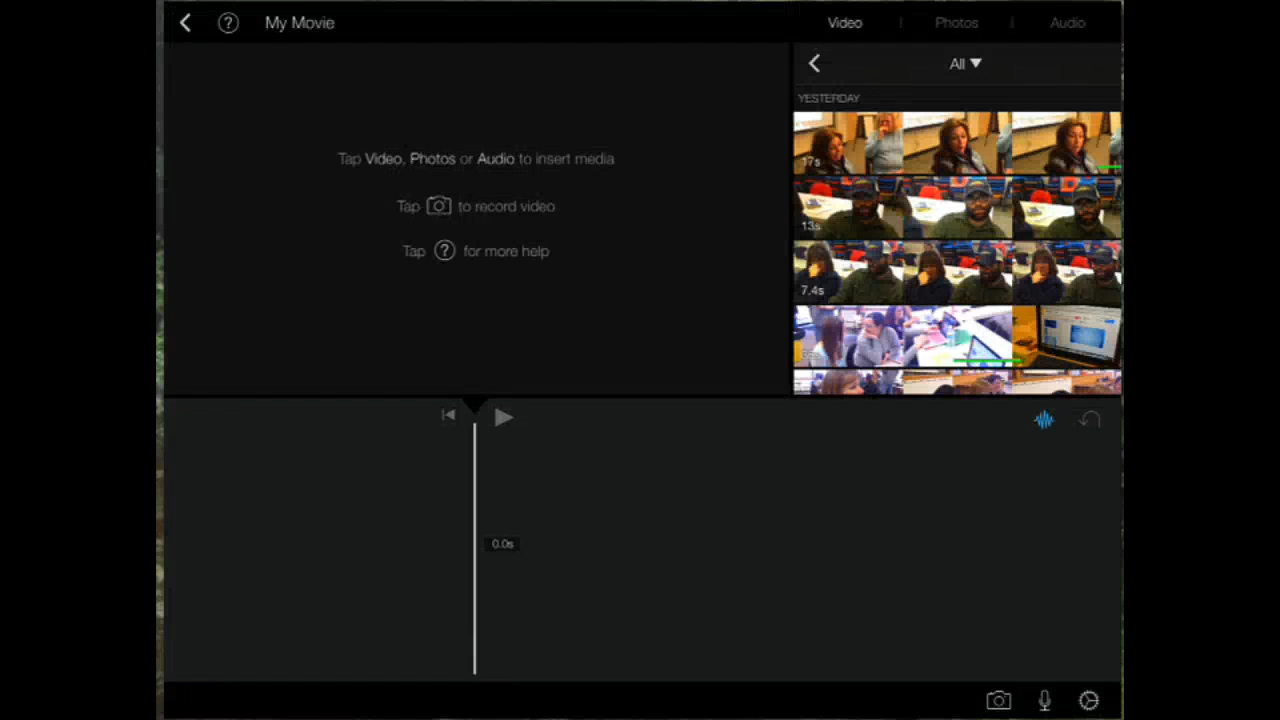 ? My Movie
Video | Photos | Audio
All ▼
YESTERDAY
17s
13s
7.4s
Tap Video, Photos or Audio to insert media
Tap to record video
Tap ? for more help
0.0s